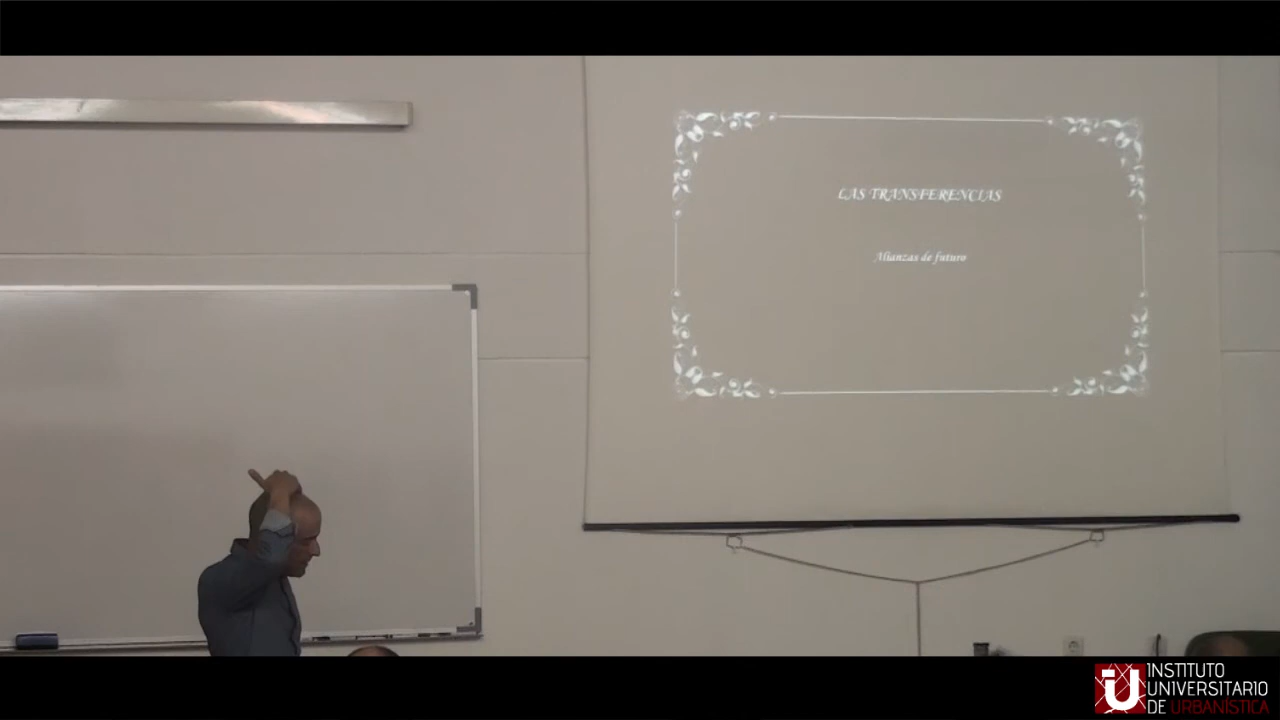 LAS TRANSFERENCIAS
Alianzas de futuro
INSTITUTO
UNIVERSITARIO
DE URBANÍSTICA